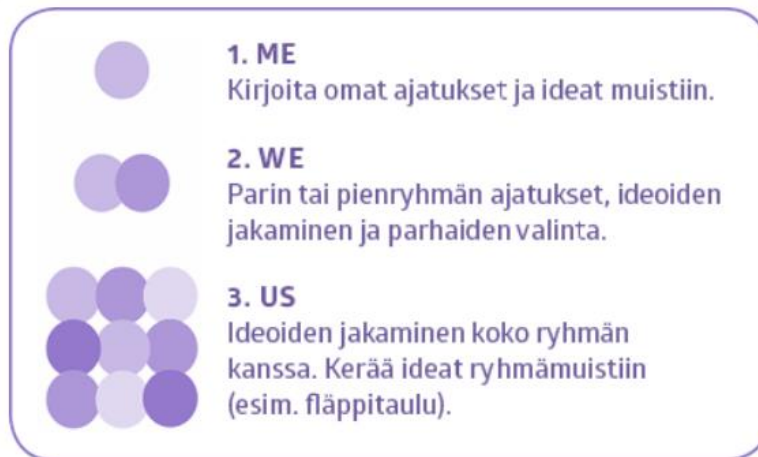 1. ME
Kirjoita omat ajatukset ja ideat muistiin.
2. WE
Parin tai pienryhmän ajatukset, ideoiden
jakaminen ja parhaiden valinta.
3. US
Ideoiden jakaminen koko ryhmän
kanssa. Kerää ideat ryhmämuistiin
(esim. fläppitaulu).